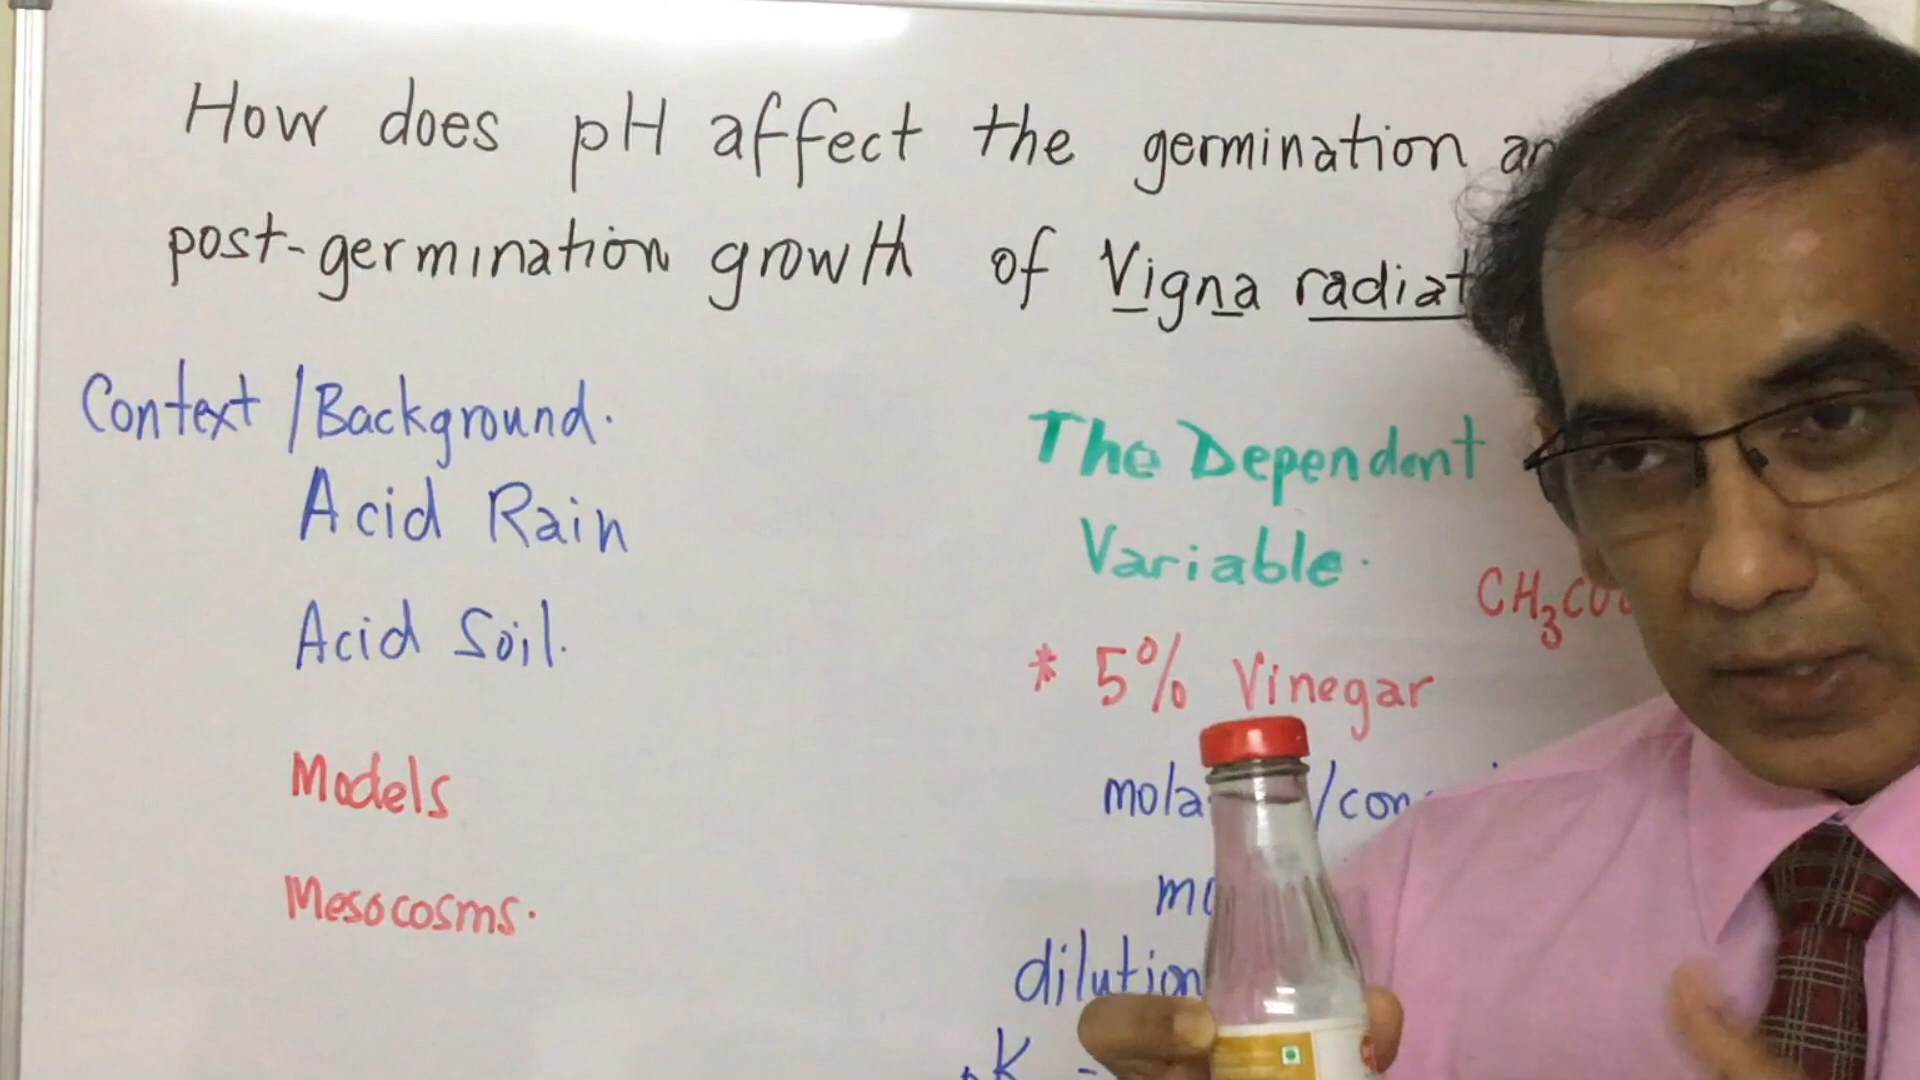 How does pH affect the germination
post-germination growth of Vigna
Context / Background.
Acid Rain
Acid Soil.
Models
Mesocosms.
The Dependent
Variable.
* 5% Vinegar
dilution